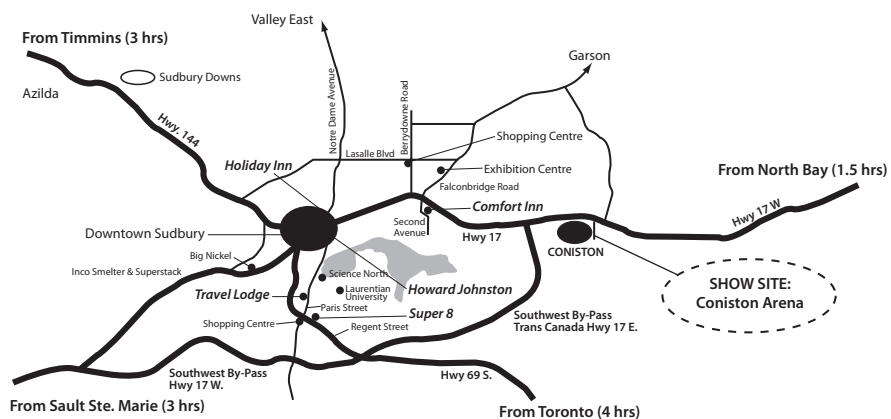 Valley East
From Timmins (3 hrs)
Garson
Sudbury Downs
Azilda
Notre Dame Avenue
Berrydowne Road
Hwy. 144
Shopping Centre
Lasalle Blvd
Holiday Inn
Exhibition Centre
From North Bay (1.5 hrs)
Falconbridge Road
Comfort Inn
Hwy 17 W
Second
Avenue
Downtown Sudbury
Hwy 17
CONISTON
Big Nickel
Inco Smelter & Superstack
Science North
SHOW SITE:
Coniston Arena
Laurentian
University
Howard Johnston
Travel Lodge
Paris Street
Super 8
Southwest By-Pass
Trans Canada Hwy 17 E.
Shopping Centre
Regent Street
Southwest By-Pass
Hwy 17 W.
Hwy 69 S.
From Sault Ste. Marie (3 hrs)
From Toronto (4 hrs)